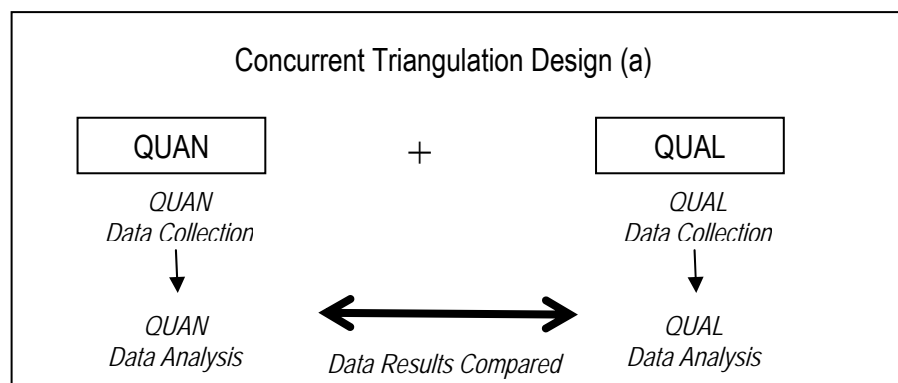 Concurrent Triangulation Design (a)
QUAN + QUAL
QUAN
Data Collection
QUAL
Data Collection
QUAN
Data Analysis
Data Results Compared
QUAL
Data Analysis